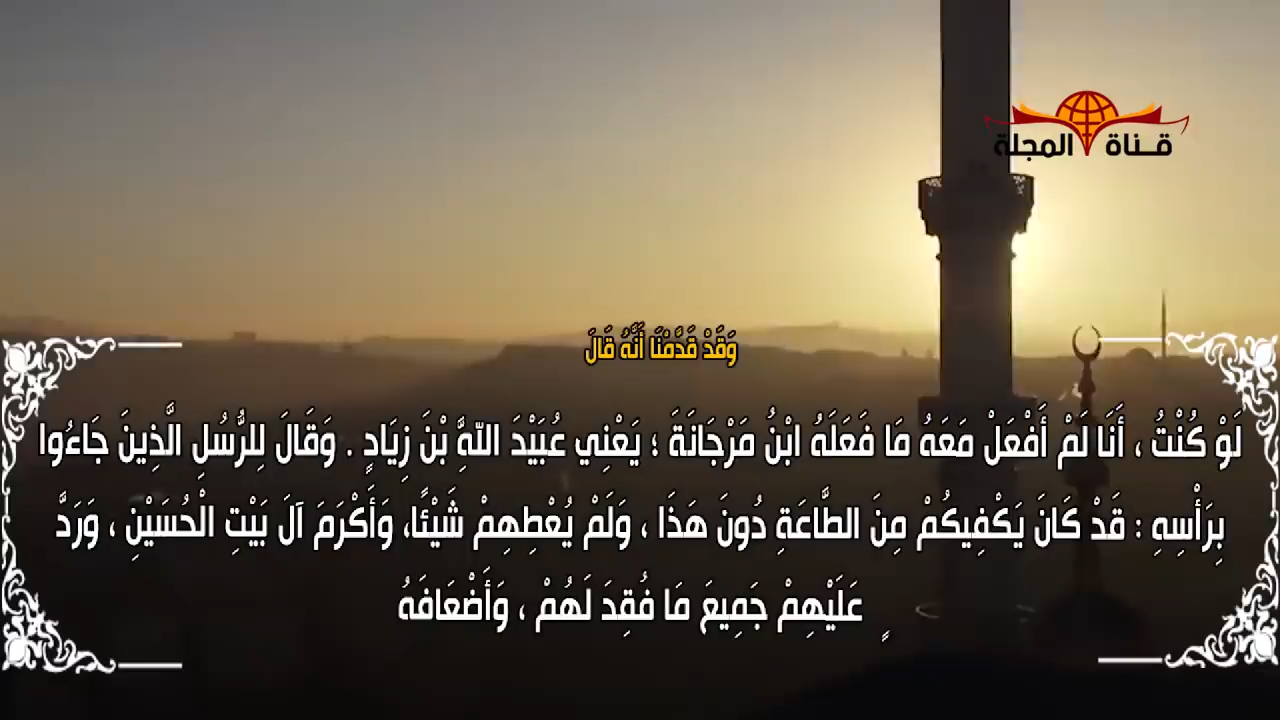 قناة المجلة
وَقَدْ قَدَّمْنَا أَنَّهُ قَالَ
لَوْ كُنْتُ ، أَنَا لَمْ أَفْعَلْ مَعَهُ مَا فَعَلَهُ ابْنُ مَرْجَانَةَ ؛ يَعْنِي عُبَيْدَ اللَّهِ بْنَ زِيَادٍ . وَقَالَ لِلرُّسُلِ الَّذِينَ جَاءُوا
بِرَأْسِهِ : قَدْ كَانَ يَكْفِيكُمْ مِنَ الطَّاعَةِ دُونَ هَذَا ، وَلَمْ يُعْطِهِمْ شَيْئًا، وَأَكْرَمَ آلَ بَيْتِ الْحُسَيْنِ ، وَرَدَّ
عَلَيْهِمْ جَمِيعَ مَا فُقِدَ لَهُمْ ، وَأَضْعَافَهُ